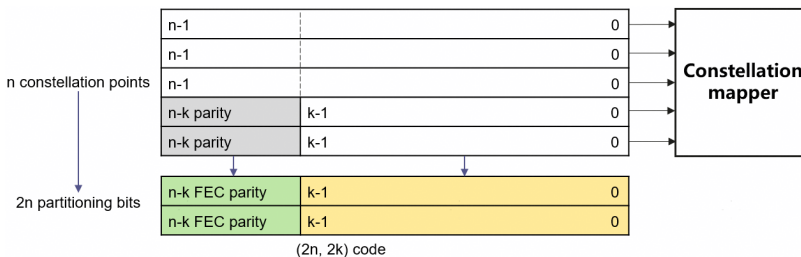 n-1 0
n-1 0
n constellation points n-1 0
n-k parity k-1 0
n-k parity k-1 0
Constellation
mapper
2n partitioning bits
n-k FEC parity k-1 0
n-k FEC parity k-1 0
(2n, 2k) code